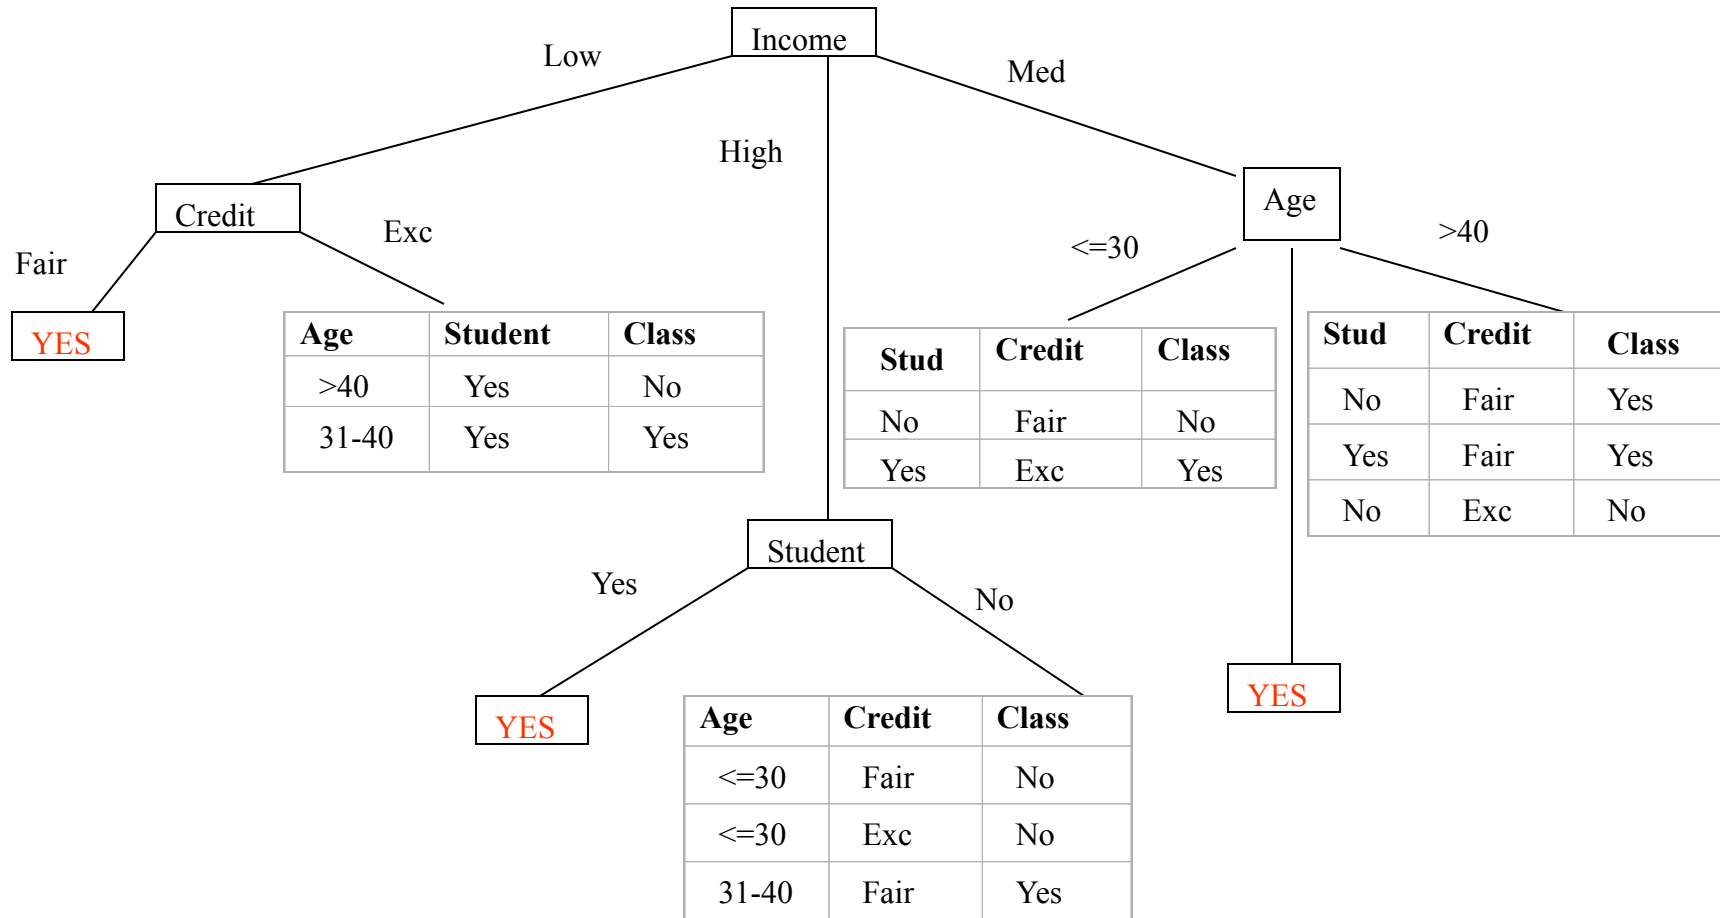 Income
Low
High
Med
Credit
Fair
Exc
YES
Age Student Class
>40 Yes No
31-40 Yes Yes
Age
<=30
>40
Stud Credit Class
No Fair No
Yes Exc Yes
Stud Credit Class
No Fair Yes
Yes Fair Yes
No Exc No
YES
Student
Yes
No
YES
Age Credit Class
<=30 Fair No
<=30 Exc No
31-40 Fair Yes